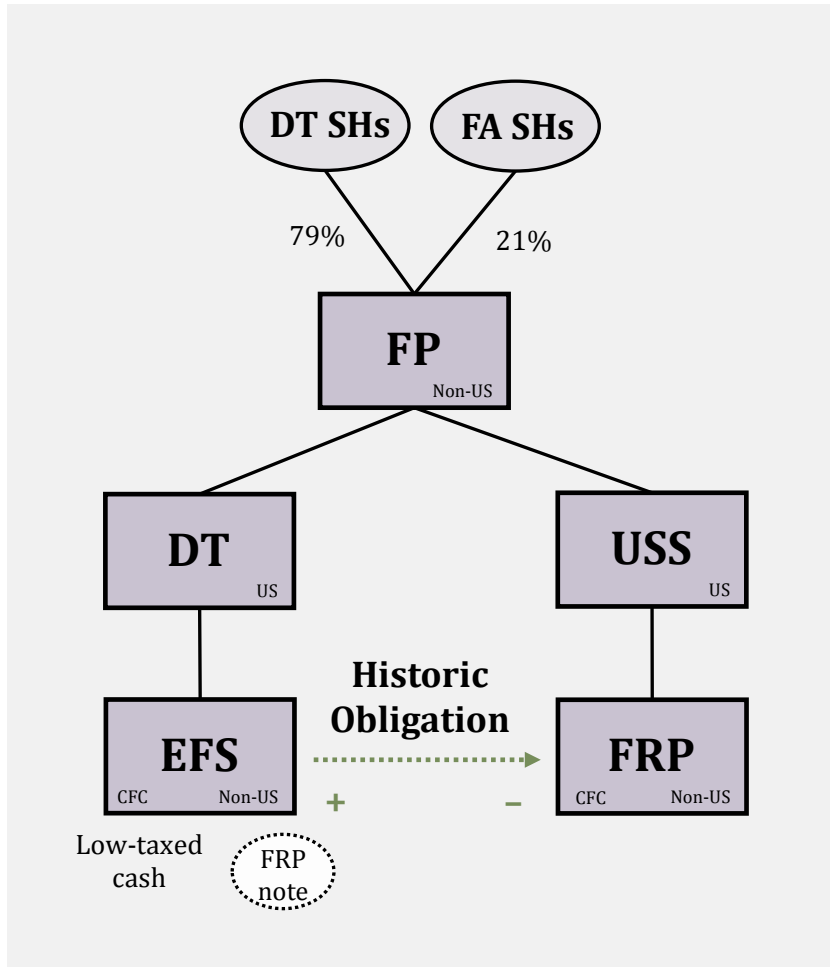 DT SHs
FA SHs
79%
21%
FP
Non-US
DT
US
USS
US
Historic
Obligation
EFS
CFC
Non-US
+
–
FRP
CFC
Non-US
Low-taxed
cash
FRP
note